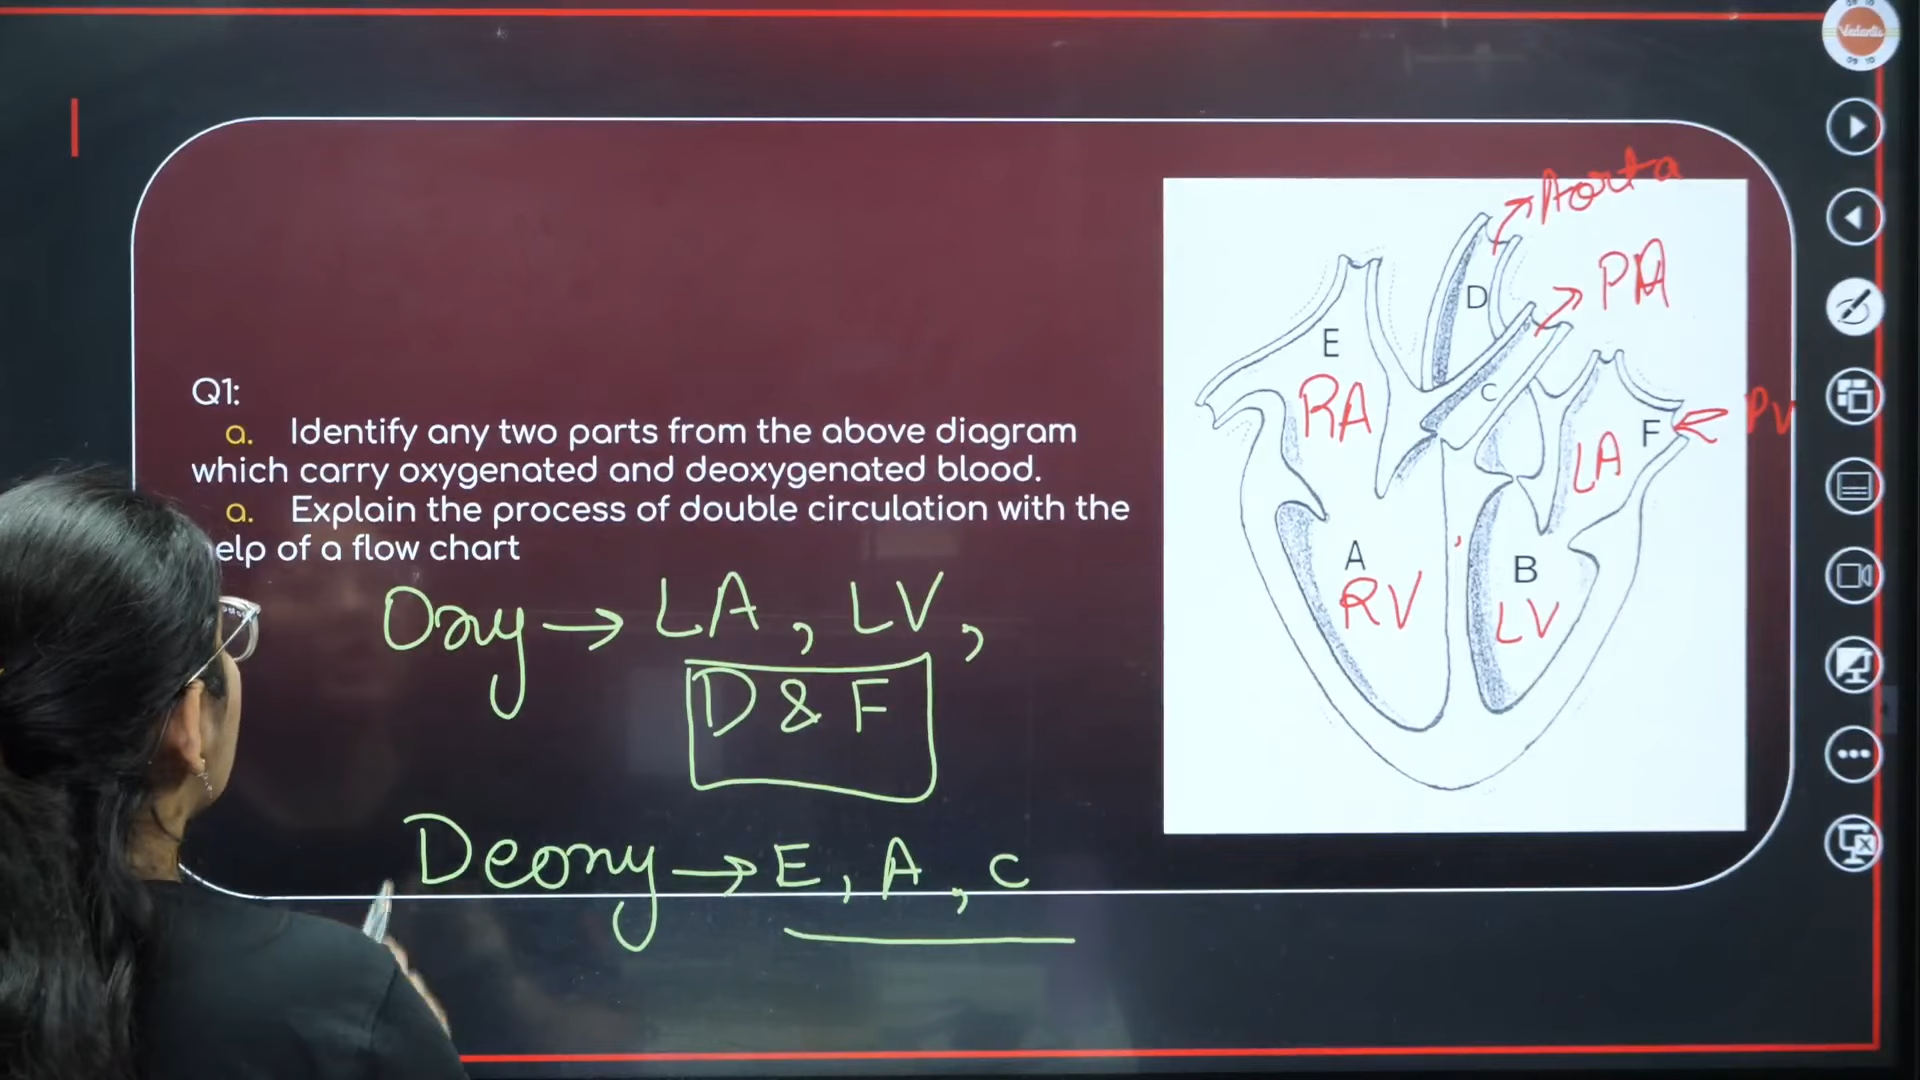 Vedantu
Q1:
a. Identify any two parts from the above diagram
which carry oxygenated and deoxygenated blood.
a. Explain the process of double circulation with the
elp of a flow chart
Oxy → LA, LV,
D & F
Deoxy → E, A, C
Aorta
PA
D
E
C
RA
F
PV
LA
A
B
RV
LV